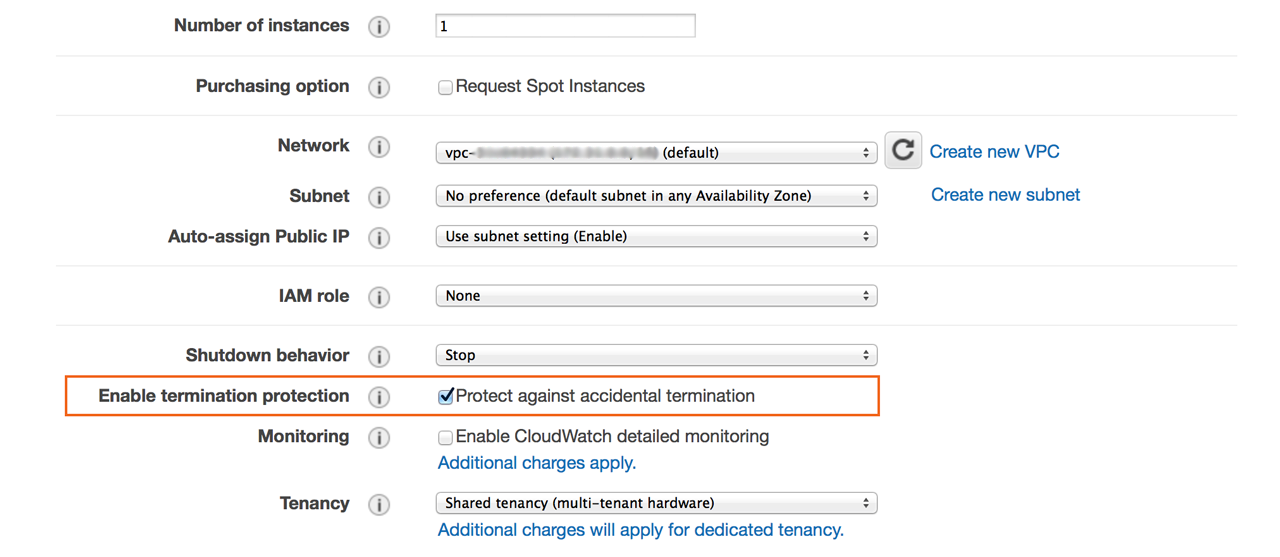 Number of instances i 1
Purchasing option i Request Spot Instances
Network i vpc- (default) Create new VPC
Subnet i No preference (default subnet in any Availability Zone) Create new subnet
Auto-assign Public IP i Use subnet setting (Enable)
IAM role i None
Shutdown behavior i Stop
Enable termination protection i Protect against accidental termination
Monitoring i Enable CloudWatch detailed monitoring
Additional charges apply.
Tenancy i Shared tenancy (multi-tenant hardware)
Additional charges will apply for dedicated tenancy.